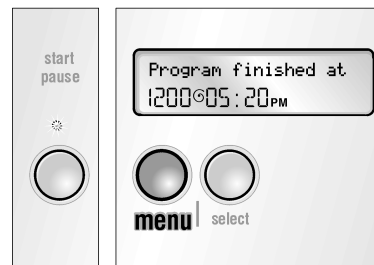 start
pause
Program finished at
1200 05:20PM
menu
select